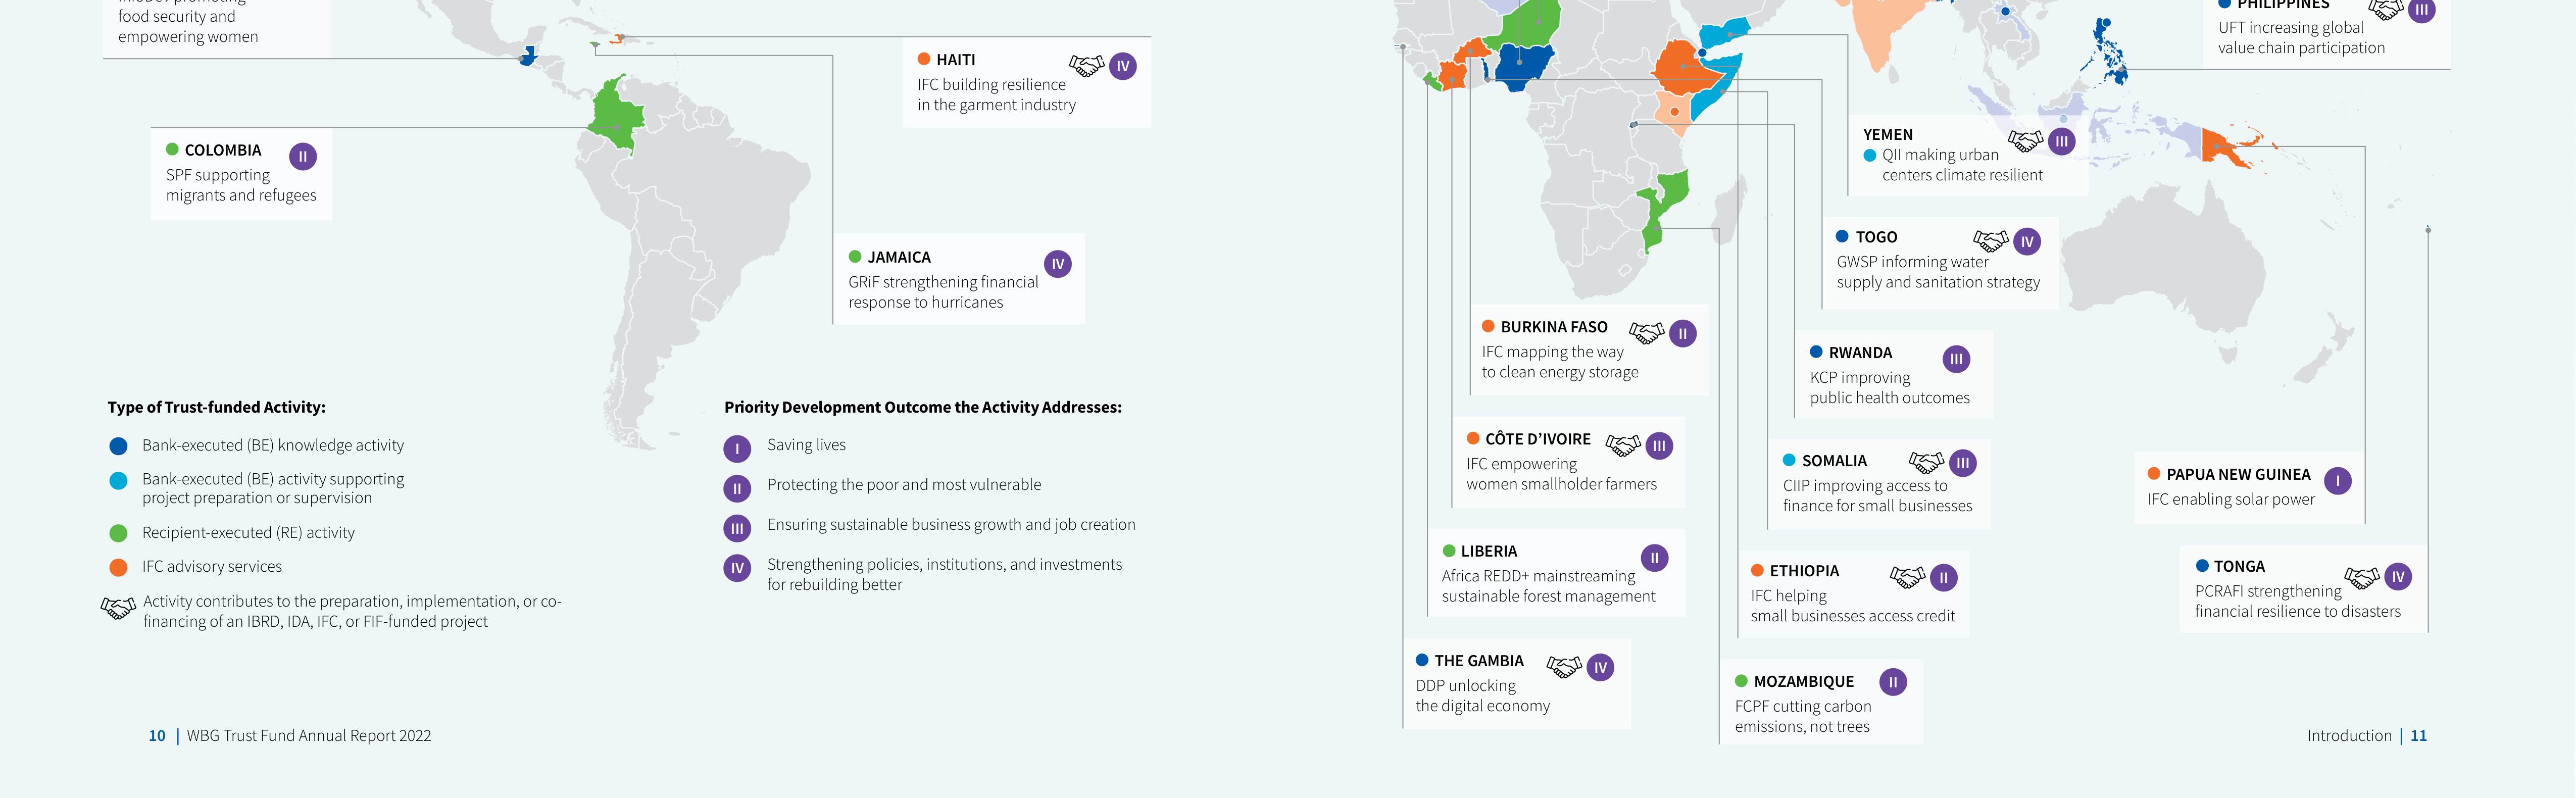 food security and
empowering women
HAITI
IV
IFC building resilience
in the garment industry
COLOMBIA
II
SPF supporting
migrants and refugees
JAMAICA
IV
GRiF strengthening financial
response to hurricanes
Type of Trust-funded Activity:
Bank-executed (BE) knowledge activity
Bank-executed (BE) activity supporting
project preparation or supervision
Recipient-executed (RE) activity
IFC advisory services
Activity contributes to the preparation, implementation, or co-
financing of an IBRD, IDA, IFC, or FIF-funded project
Priority Development Outcome the Activity Addresses:
I Saving lives
II Protecting the poor and most vulnerable
III Ensuring sustainable business growth and job creation
IV Strengthening policies, institutions, and investments
for rebuilding better
10 | WBG Trust Fund Annual Report 2022
PHILIPPINES
III
UFT increasing global
value chain participation
YEMEN
III
QII making urban
centers climate resilient
TOGO
IV
GWSP informing water
supply and sanitation strategy
BURKINA FASO
II
IFC mapping the way
to clean energy storage
RWANDA
III
KCP improving
public health outcomes
CÔTE D’IVOIRE
III
IFC empowering
women smallholder farmers
SOMALIA
III
CIIP improving access to
finance for small businesses
PAPUA NEW GUINEA
I
IFC enabling solar power
LIBERIA
II
Africa REDD+ mainstreaming
sustainable forest management
ETHIOPIA
II
IFC helping
small businesses access credit
TONGA
IV
PCRAFI strengthening
financial resilience to disasters
THE GAMBIA
IV
DDP unlocking
the digital economy
MOZAMBIQUE
II
FCPF cutting carbon
emissions, not trees
Introduction | 11